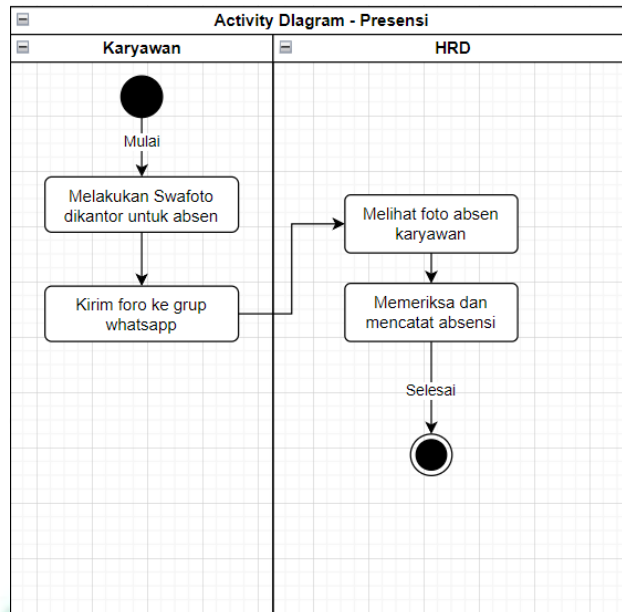 Activity DIagram - Presensi
Karyawan
HRD
Mulai
Melakukan Swafoto
dikantor untuk absen
Kirim foro ke grup
whatsapp
Melihat foto absen
karyawan
Memeriksa dan
mencatat absensi
Selesai